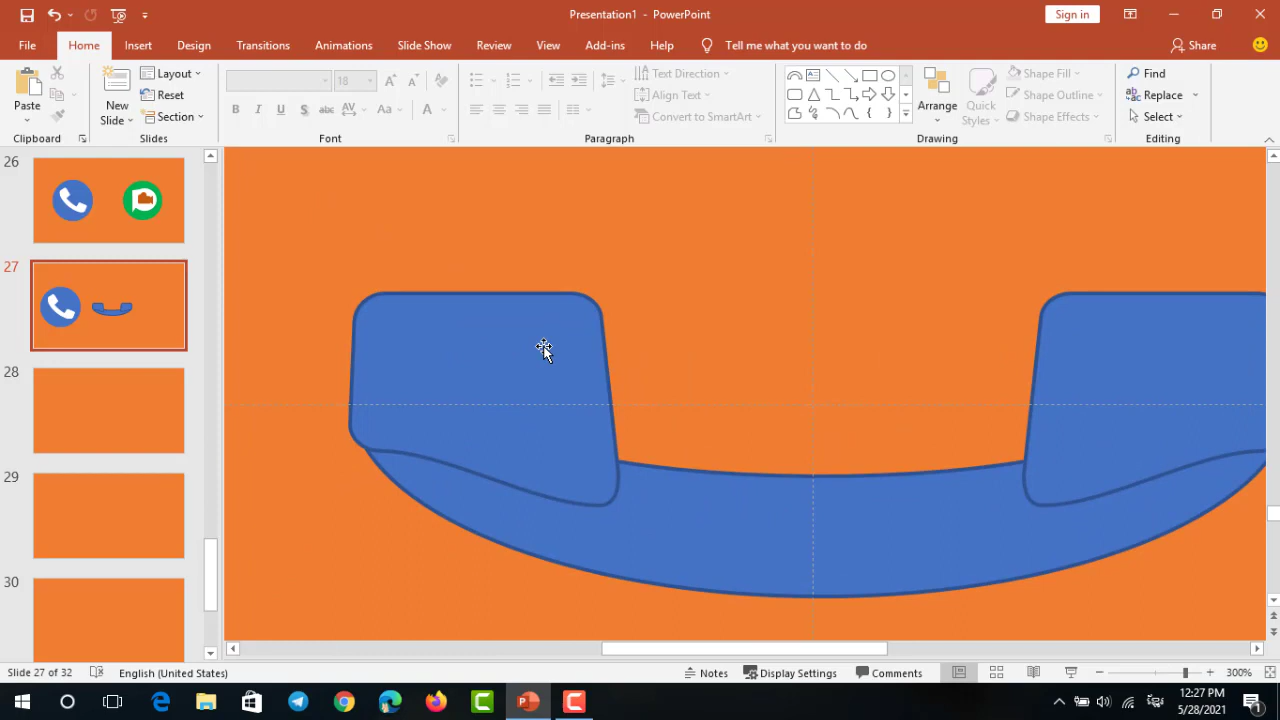 Presentation1 - PowerPoint
Sign in
File Home Insert Design Transitions Animations Slide Show Review View Add-ins Help Tell me what you want to do Share
Paste
Clipboard
New
Slide
Layout
Reset
Section
Slides
18
B I U S abc AV Aa A
Font
Text Direction
Align Text
Convert to SmartArt
Paragraph
Arrange
Quick
Styles
Shape Fill
Shape Outline
Shape Effects
Drawing
Find
Replace
Select
Editing
26
27
28
29
30
Slide 27 of 32 English (United States) Notes Display Settings Comments 300%
12:27 PM
5/28/2021
1